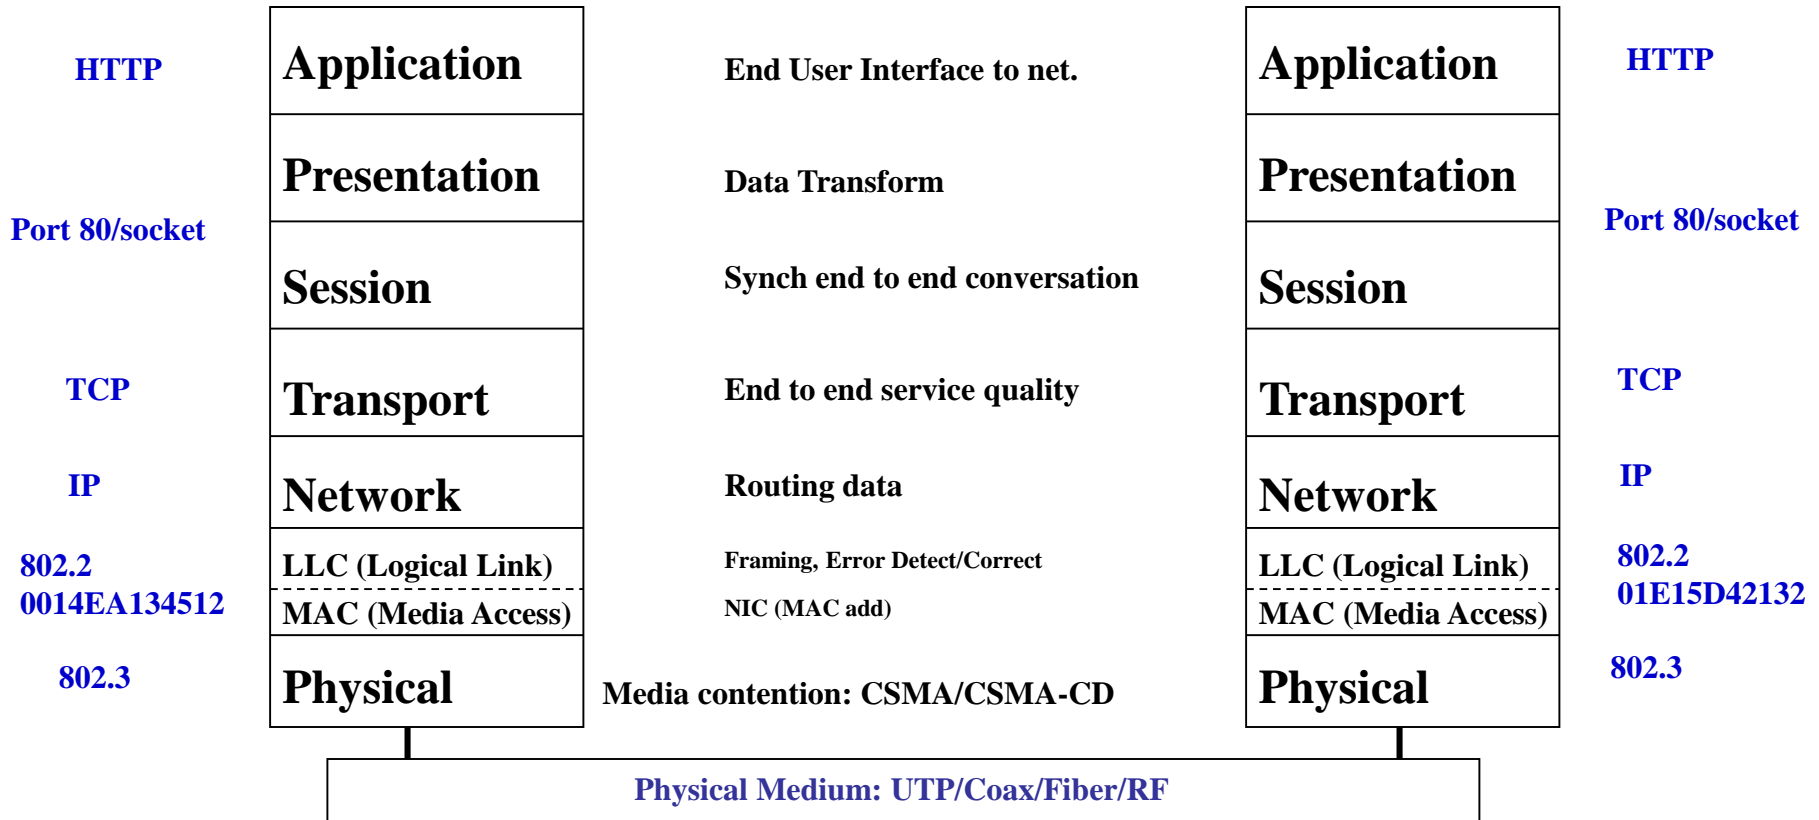 HTTP Application End User Interface to net. Application HTTP
Presentation Data Transform Presentation
Port 80/socket Port 80/socket
Session Synch end to end conversation Session
TCP Transport End to end service quality Transport TCP
IP Network Routing data Network IP
802.2 LLC (Logical Link) Framing, Error Detect/Correct LLC (Logical Link) 802.2
0014EA134512 MAC (Media Access) NIC (MAC add) MAC (Media Access) 01E15D42132
802.3 Physical Media contention: CSMA/CSMA-CD Physical 802.3
Physical Medium: UTP/Coax/Fiber/RF